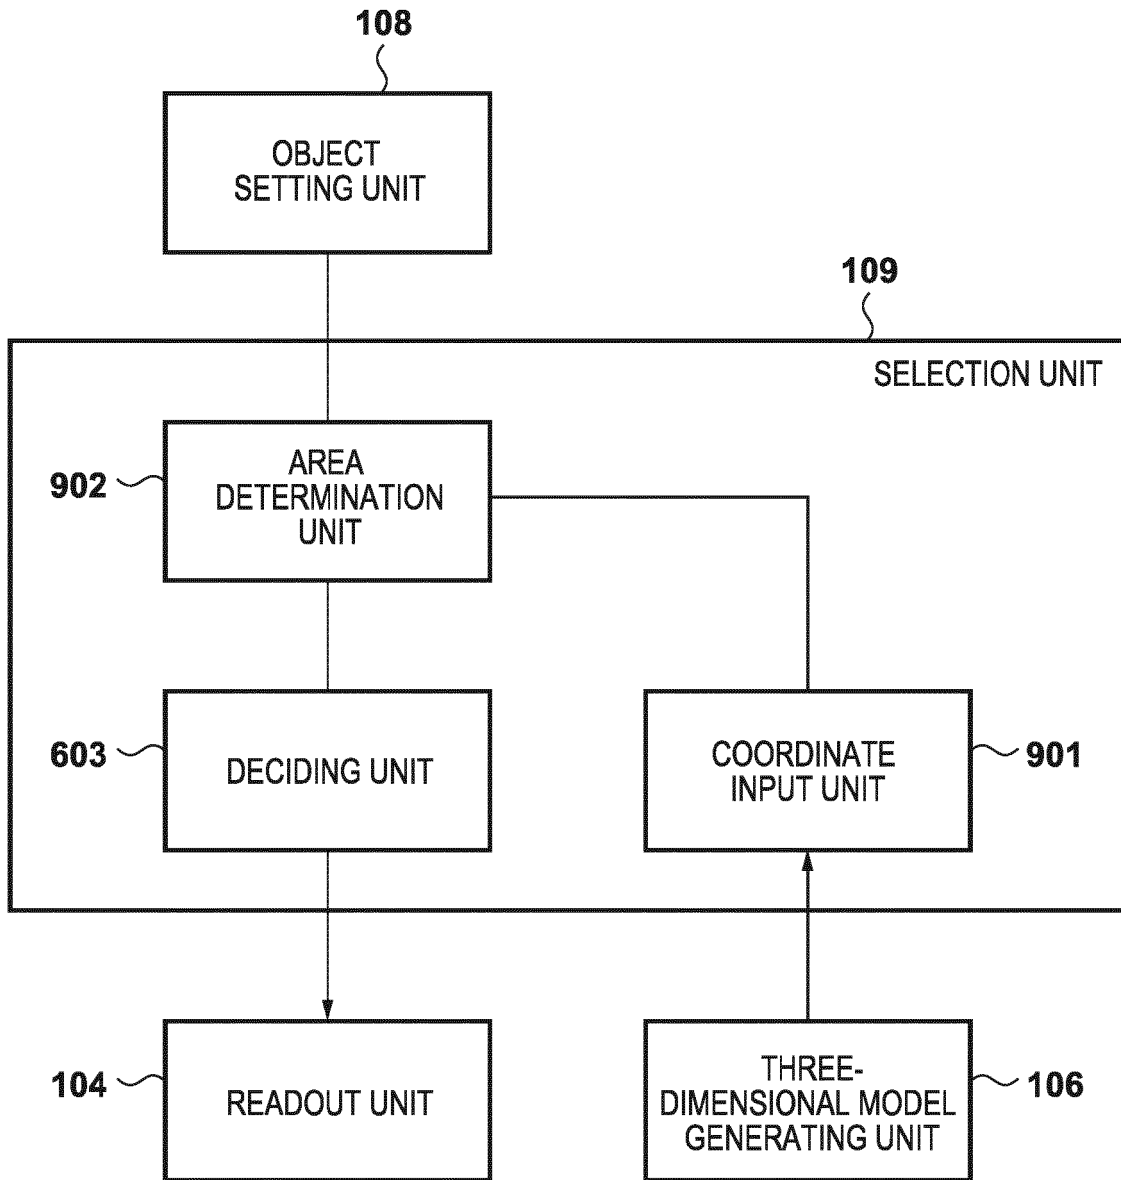 108
OBJECT
SETTING UNIT
109
SELECTION UNIT
902
AREA
DETERMINATION
UNIT
603
DECIDING UNIT
COORDINATE
INPUT UNIT
901
104
READOUT UNIT
THREE-
DIMENSIONAL MODEL
GENERATING UNIT
106